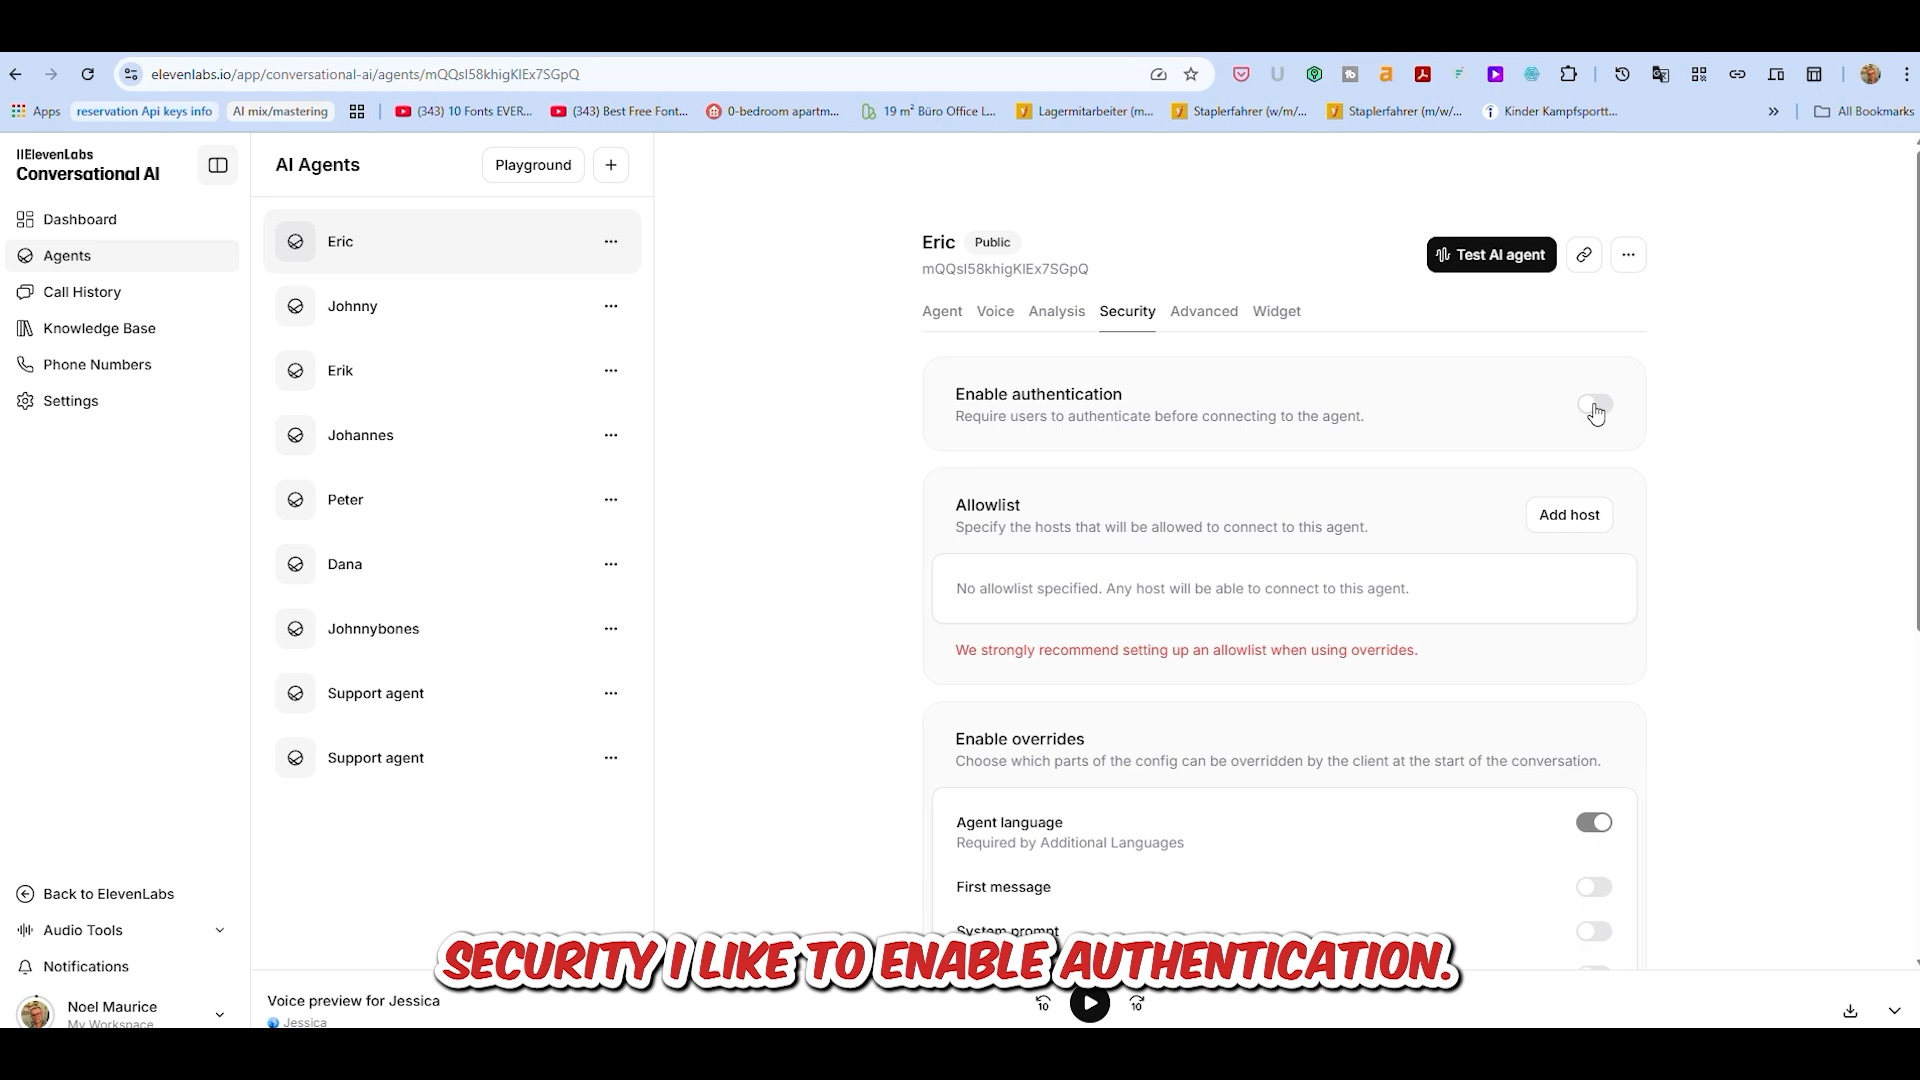 elevenlabs.io/app/conversational-ai/agents/mQQsI58khigKlEx7SGpQ
Apps
reservation Api keys info
AI mix/mastering
(343) 10 Fonts EVER...
(343) Best Free Font...
0-bedroom apartm...
19 m² Büro Office L...
Lagermitarbeiter (m...
Staplerfahrer (w/m/...
Staplerfahrer (m/w/...
Kinder Kampfsportt...
»
All Bookmarks
IIElevenLabs
Conversational AI
Dashboard
Agents
Call History
Knowledge Base
Phone Numbers
Settings
Back to ElevenLabs
Audio Tools
Notifications
Noel Maurice
My Workspace
AI Agents
Playground
+
Eric
Johnny
Erik
Johannes
Peter
Dana
Johnnybones
Support agent
Support agent
Eric
Public
mQQsI58khigKlEx7SGpQ
Test AI agent
Agent Voice Analysis Security Advanced Widget
Enable authentication
Require users to authenticate before connecting to the agent.
Allowlist
Specify the hosts that will be allowed to connect to this agent.
Add host
No allowlist specified. Any host will be able to connect to this agent.
We strongly recommend setting up an allowlist when using overrides.
Enable overrides
Choose which parts of the config can be overridden by the client at the start of the conversation.
Agent language
Required by Additional Languages
First message
System prompt
SECURITY I LIKE TO ENABLE AUTHENTICATION.
Voice preview for Jessica
Jessica
10
10